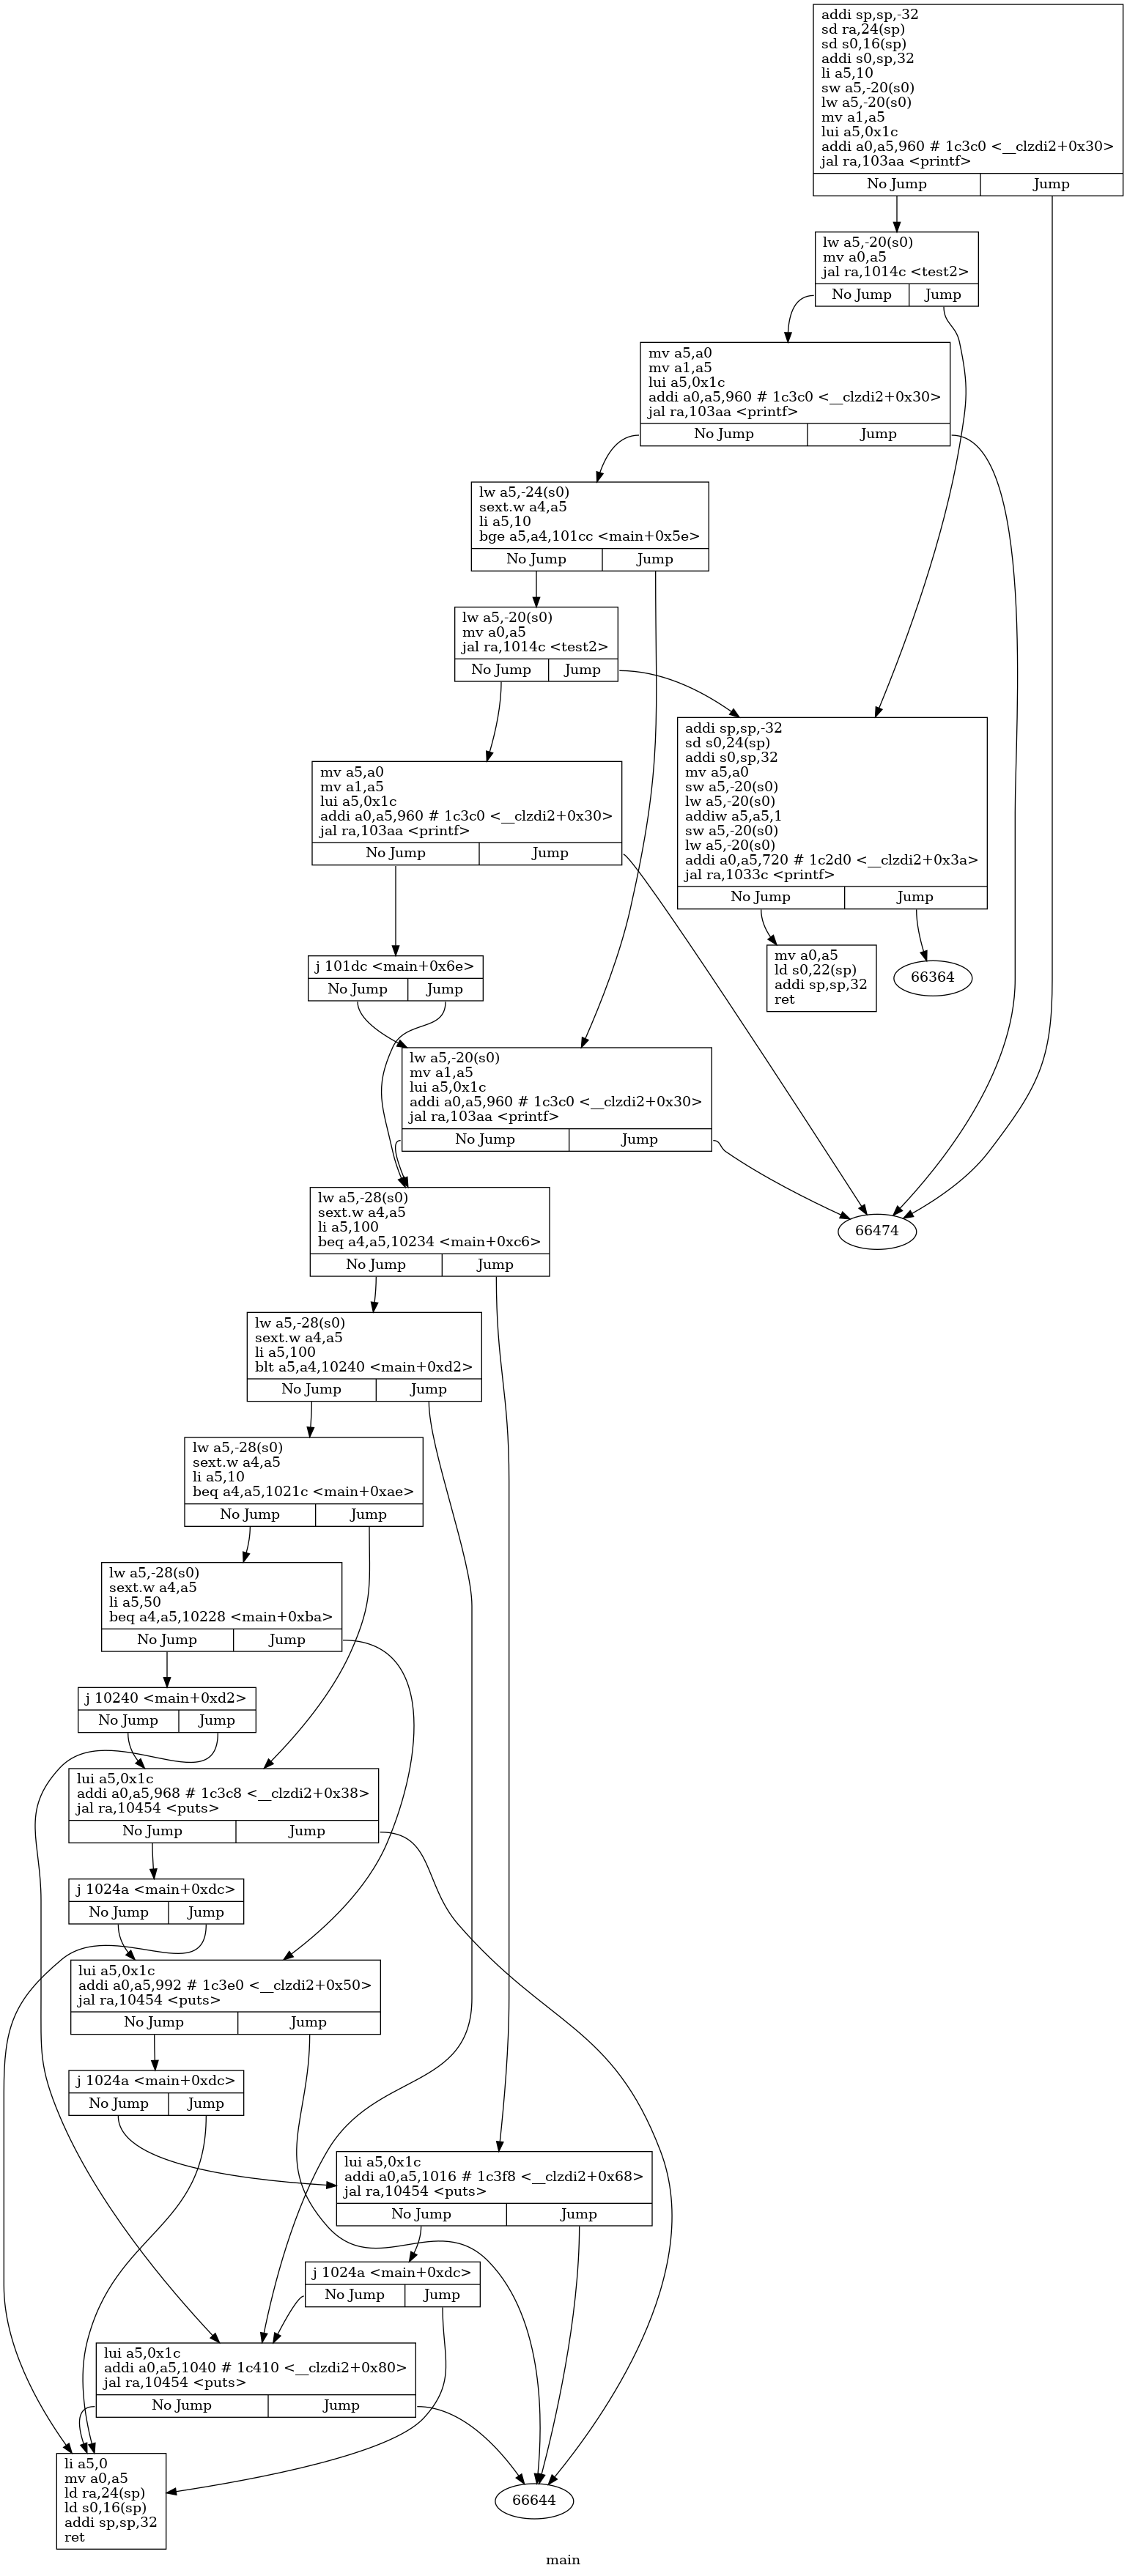 addi sp,sp,-32
sd ra,24(sp)
sd s0,16(sp)
addi s0,sp,32
li a5,10
sw a5,-20(s0)
lw a5,-20(s0)
mv a1,a5
lui a5,0x1c
addi a0,a5,960 # 1c3c0 <__clzdi2+0x30>
jal ra,103aa <printf>
No Jump Jump
lw a5,-20(s0)
mv a0,a5
jal ra,1014c <test2>
No Jump Jump
mv a5,a0
mv a1,a5
lui a5,0x1c
addi a0,a5,960 # 1c3c0 <__clzdi2+0x30>
jal ra,103aa <printf>
No Jump Jump
lw a5,-24(s0)
sext.w a4,a5
li a5,10
bge a5,a4,101cc <main+0x5e>
No Jump Jump
lw a5,-20(s0)
mv a0,a5
jal ra,1014c <test2>
No Jump Jump
addi sp,sp,-32
sd s0,24(sp)
addi s0,sp,32
mv a5,a0
sw a5,-20(s0)
lw a5,-20(s0)
addiw a5,a5,1
sw a5,-20(s0)
lw a5,-20(s0)
addi a0,a5,720 # 1c2d0 <__clzdi2+0x3a>
jal ra,1033c <printf>
No Jump Jump
mv a5,a0
mv a1,a5
lui a5,0x1c
addi a0,a5,960 # 1c3c0 <__clzdi2+0x30>
jal ra,103aa <printf>
No Jump Jump
mv a0,a5
ld s0,22(sp)
addi sp,sp,32
ret
66364
j 101dc <main+0x6e>
No Jump Jump
lw a5,-20(s0)
mv a1,a5
lui a5,0x1c
addi a0,a5,960 # 1c3c0 <__clzdi2+0x30>
jal ra,103aa <printf>
No Jump Jump
66474
lw a5,-28(s0)
sext.w a4,a5
li a5,100
beq a4,a5,10234 <main+0xc6>
No Jump Jump
lw a5,-28(s0)
sext.w a4,a5
li a5,100
blt a5,a4,10240 <main+0xd2>
No Jump Jump
lw a5,-28(s0)
sext.w a4,a5
li a5,10
beq a4,a5,1021c <main+0xae>
No Jump Jump
lw a5,-28(s0)
sext.w a4,a5
li a5,50
beq a4,a5,10228 <main+0xba>
No Jump Jump
j 10240 <main+0xd2>
No Jump Jump
lui a5,0x1c
addi a0,a5,968 # 1c3c8 <__clzdi2+0x38>
jal ra,10454 <puts>
No Jump Jump
j 1024a <main+0xdc>
No Jump Jump
lui a5,0x1c
addi a0,a5,992 # 1c3e0 <__clzdi2+0x50>
jal ra,10454 <puts>
No Jump Jump
j 1024a <main+0xdc>
No Jump Jump
lui a5,0x1c
addi a0,a5,1016 # 1c3f8 <__clzdi2+0x68>
jal ra,10454 <puts>
No Jump Jump
j 1024a <main+0xdc>
No Jump Jump
lui a5,0x1c
addi a0,a5,1040 # 1c410 <__clzdi2+0x80>
jal ra,10454 <puts>
No Jump Jump
li a5,0
mv a0,a5
ld ra,24(sp)
ld s0,16(sp)
addi sp,sp,32
ret
66644
main